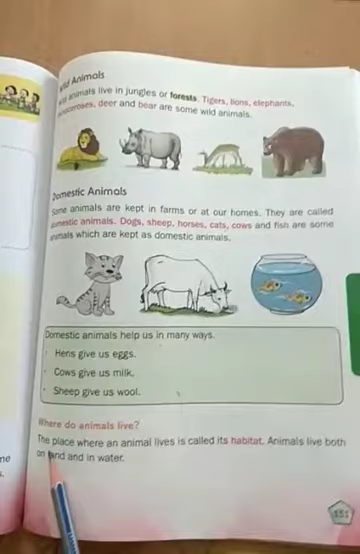 Wild Animals
animals live in jungles or forests. Tigers, lions, elephants,
rhinoceroses, deer and bear are some wild animals.
Domestic Animals
Some animals are kept in farms or at our homes. They are called
domestic animals. Dogs, sheep, horses, cats, cows and fish are some
animals which are kept as domestic animals.
Domestic animals help us in many ways.
· Hens give us eggs.
· Cows give us milk.
· Sheep give us wool.
Where do animals live?
The place where an animal lives is called its habitat. Animals live both
on land and in water.